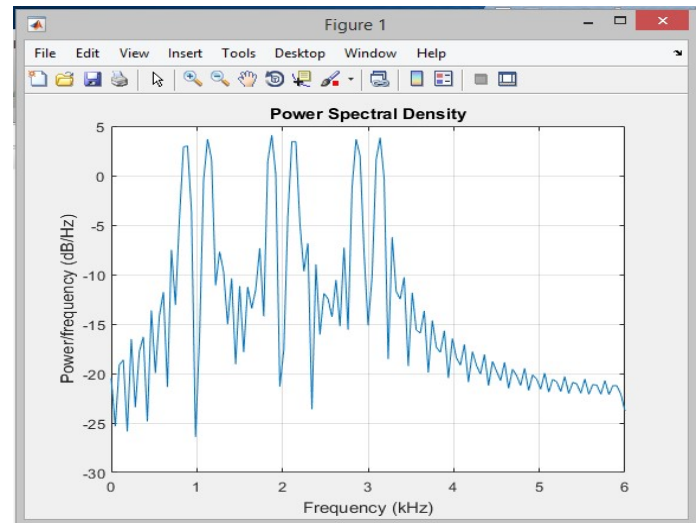 Figure 1
File Edit View Insert Tools Desktop Window Help
Power Spectral Density
Power/frequency (dB/Hz)
5
0
-5
-10
-15
-20
-25
-30
0 1 2 3 4 5 6
Frequency (kHz)